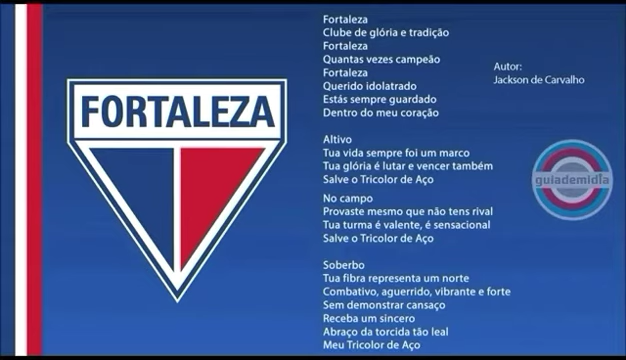 FORTALEZA
Fortaleza
Clube de glória e tradição
Fortaleza
Quantas vezes campeão
Fortaleza
Querido idolatrado
Estás sempre guardado
Dentro do meu coração
Autor:
Jackson de Carvalho
Altivo
Tua vida sempre foi um marco
Tua glória é lutar e vencer também
Salve o Tricolor de Aço
No campo
Provaste mesmo que não tens rival
Tua turma é valente, é sensacional
Salve o Tricolor de Aço
Soberbo
Tua fibra representa um norte
Combativo, aguerrido, vibrante e forte
Sem demonstrar cansaço
Receba um sincero
Abraço da torcida tão leal
Meu Tricolor de Aço
guiademidia